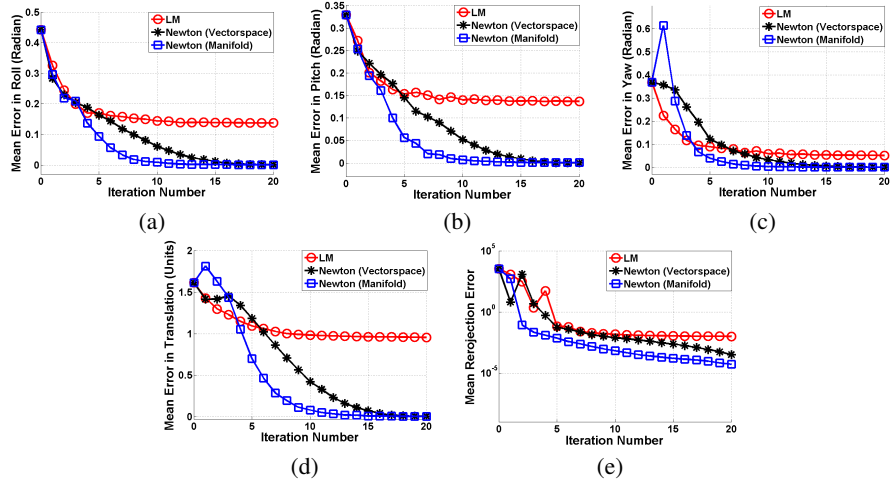 Mean Error in Roll (Radian)
0.5
0.4
0.3
0.2
0.1
0
0 5 10 15 20
Iteration Number
LM
Newton (Vectorspace)
Newton (Manifold)
(a)
Mean Error in Pitch (Radian)
0.35
0.3
0.25
0.2
0.15
0.1
0.05
0
0 5 10 15 20
Iteration Number
LM
Newton (Vectorspace)
Newton (Manifold)
(b)
Mean Error in Yaw (Radian)
0.6
0.4
0.2
0.1
0
0 5 10 15 20
Iteration Number
LM
Newton (Vectorspace)
Newton (Manifold)
(c)
Mean Error in Translation (Units)
2
1.5
1
0.5
0
0 5 10 15 20
Iteration Number
LM
Newton (Vectorspace)
Newton (Manifold)
(d)
Mean Rerojection Error
10^5
10^0
10^-5
0 5 10 15 20
Iteration Number
LM
Newton (Vectorspace)
Newton (Manifold)
(e)